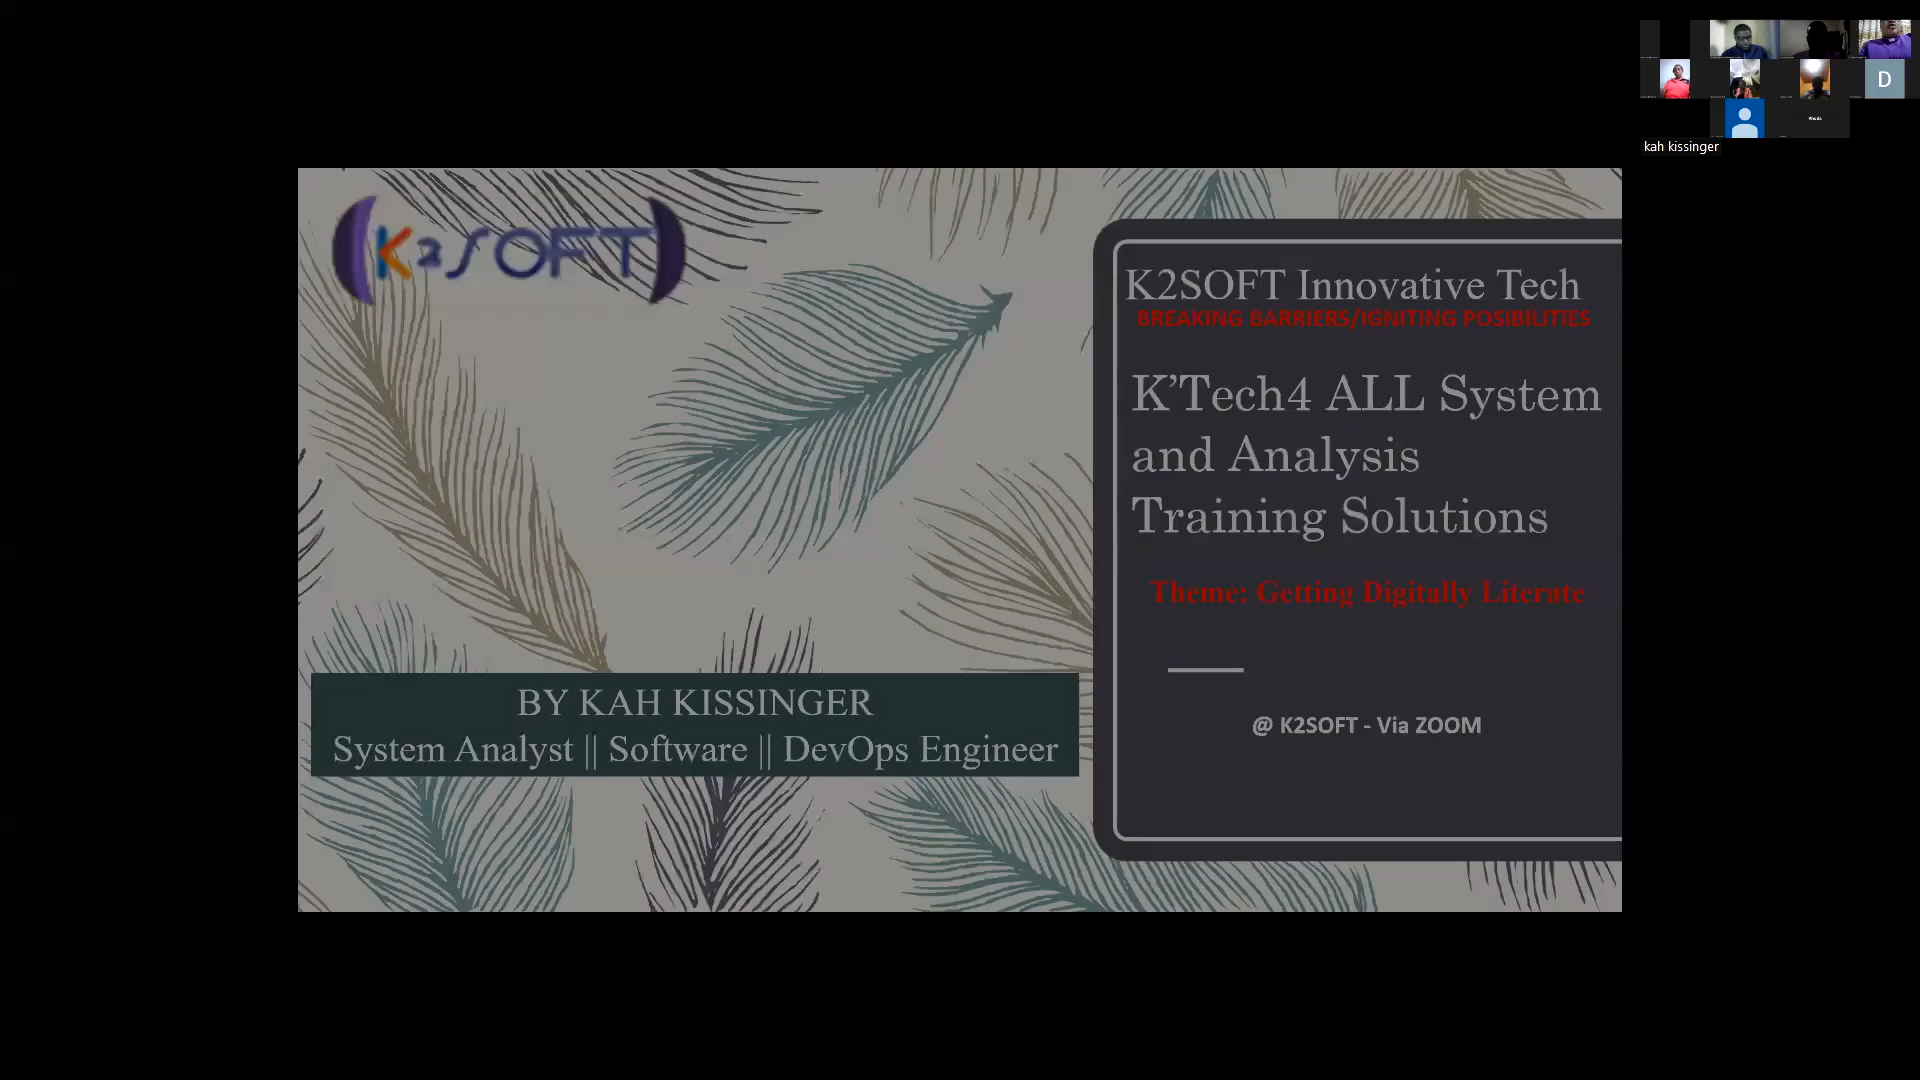 D
Rhoda
kah kissinger
K2SOFT
K2SOFT Innovative Tech
BREAKING BARRIERS/IGNITING POSIBILITIES
K’Tech4 ALL System
and Analysis
Training Solutions
Theme: Getting Digitally Literate
@ K2SOFT - Via ZOOM
BY KAH KISSINGER
System Analyst || Software || DevOps Engineer